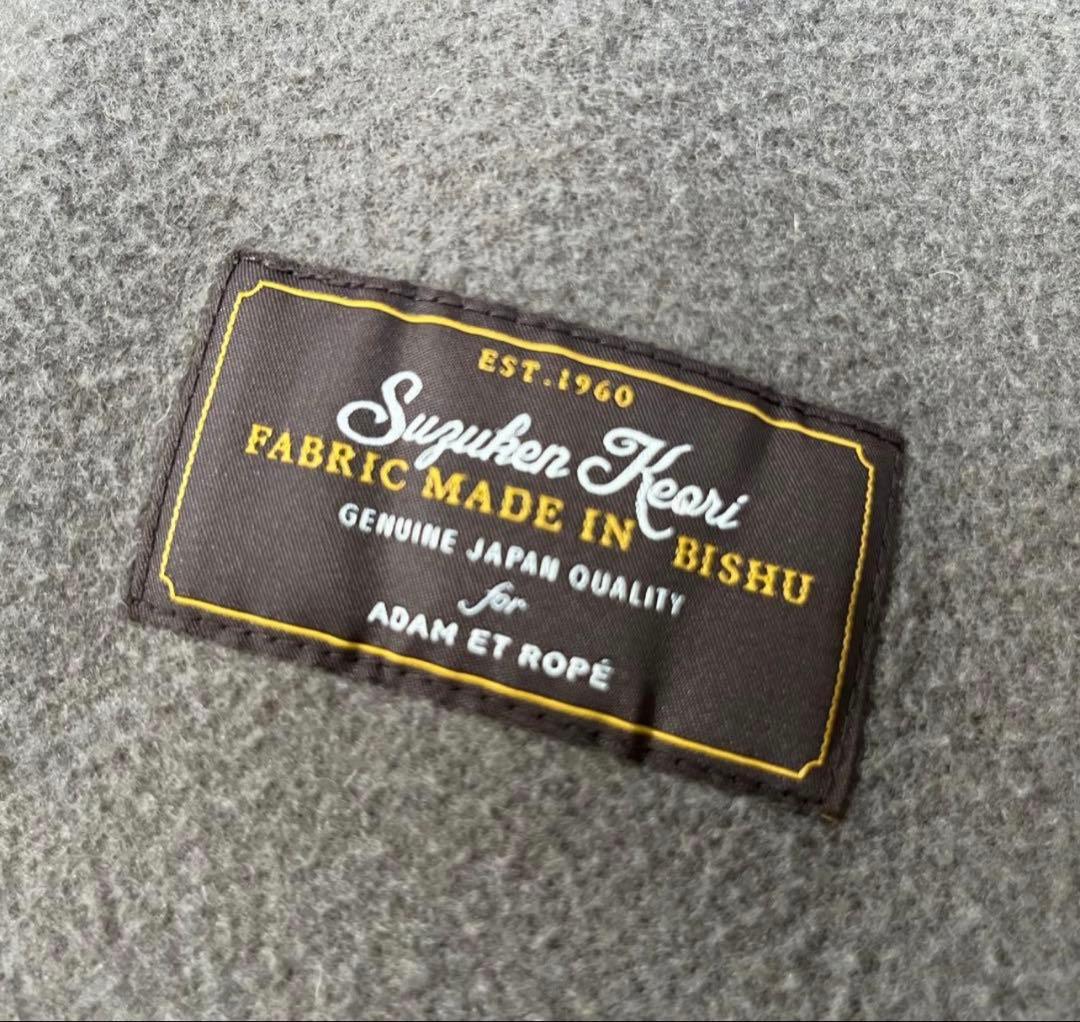 EST.1960
Suzuken Keori
FABRIC MADE IN BISHU
GENUINE JAPAN QUALITY
for
ADAM ET ROPÉ